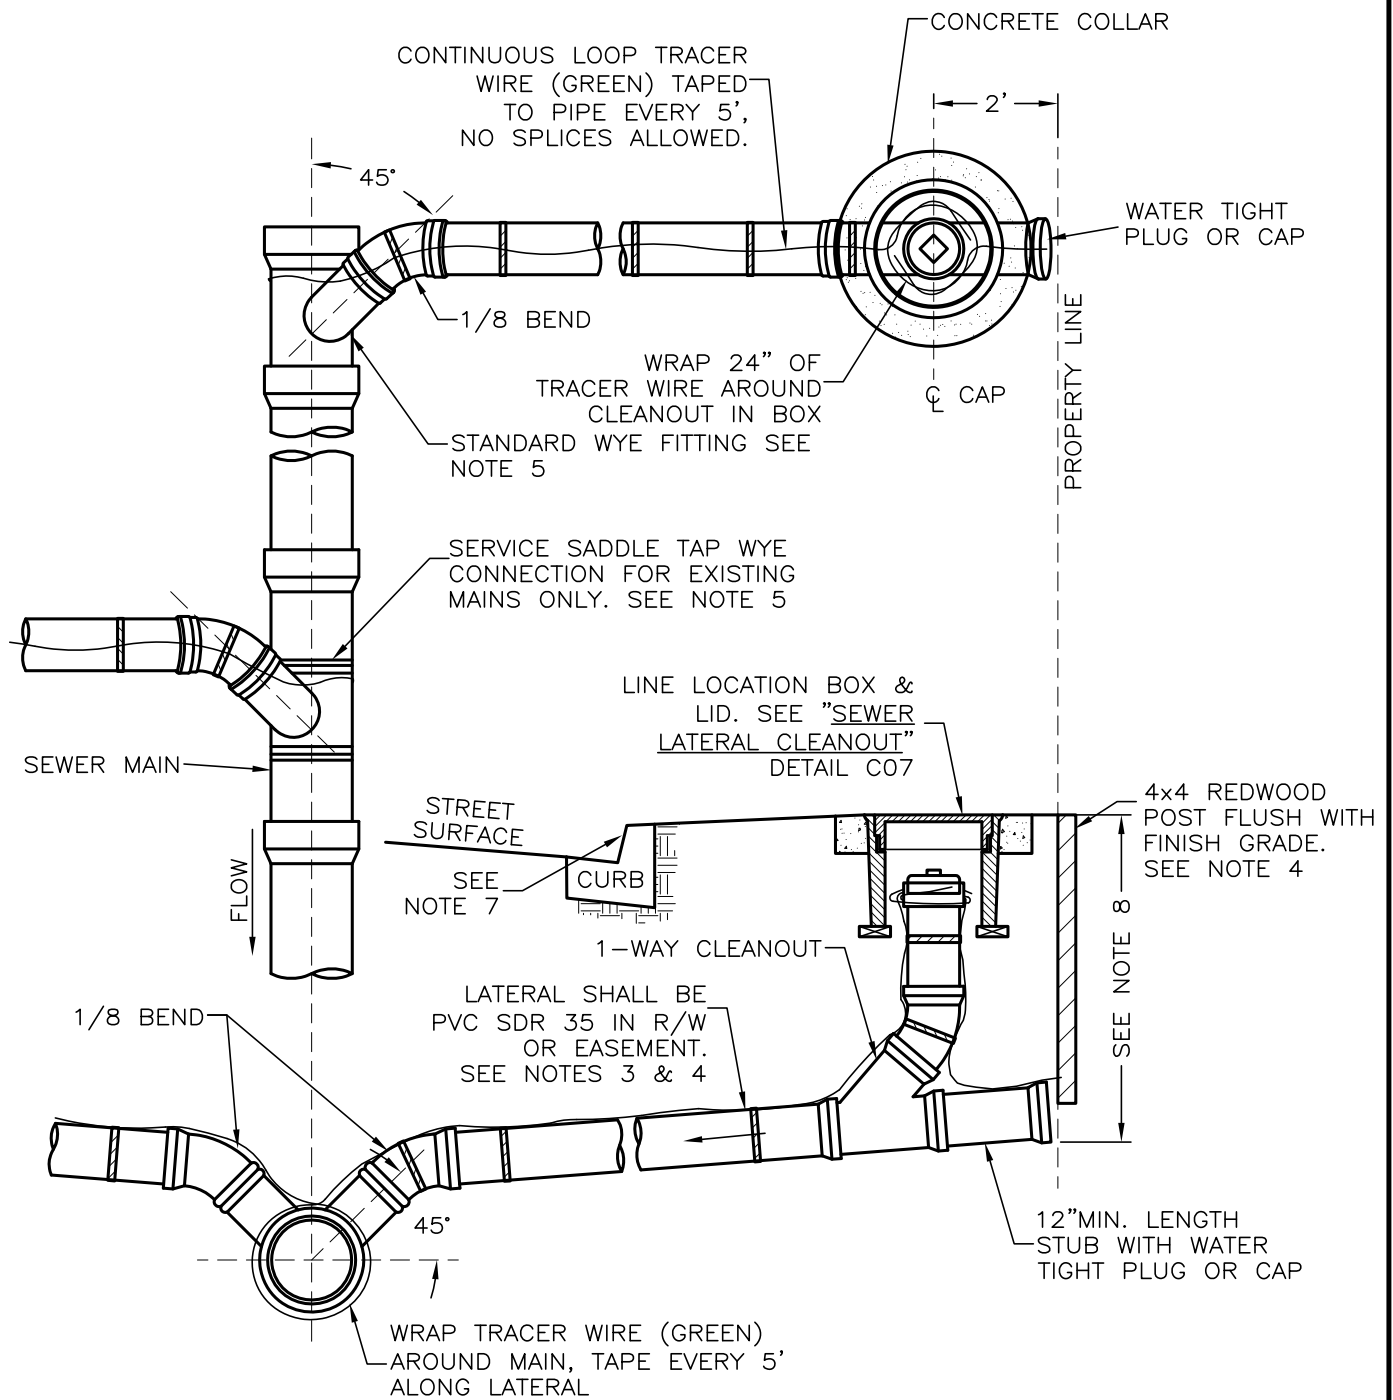 CONCRETE COLLAR
CONTINUOUS LOOP TRACER
WIRE (GREEN) TAPED
TO PIPE EVERY 5',
NO SPLICES ALLOWED.
2'
45°
WATER TIGHT
PLUG OR CAP
1/8 BEND
PROPERTY LINE
WRAP 24" OF
TRACER WIRE AROUND
CLEANOUT IN BOX
℄ CAP
STANDARD WYE FITTING SEE
NOTE 5
SERVICE SADDLE TAP WYE
CONNECTION FOR EXISTING
MAINS ONLY. SEE NOTE 5
LINE LOCATION BOX &
LID. SEE "SEWER
LATERAL CLEANOUT"
DETAIL C07
SEWER MAIN
STREET
SURFACE
4x4 REDWOOD
POST FLUSH WITH
FINISH GRADE.
SEE NOTE 4
SEE
NOTE 7
CURB
FLOW
SEE NOTE 8
1-WAY CLEANOUT
LATERAL SHALL BE
PVC SDR 35 IN R/W
OR EASEMENT.
SEE NOTES 3 & 4
1/8 BEND
45°
12"MIN. LENGTH
STUB WITH WATER
TIGHT PLUG OR CAP
WRAP TRACER WIRE (GREEN)
AROUND MAIN, TAPE EVERY 5'
ALONG LATERAL